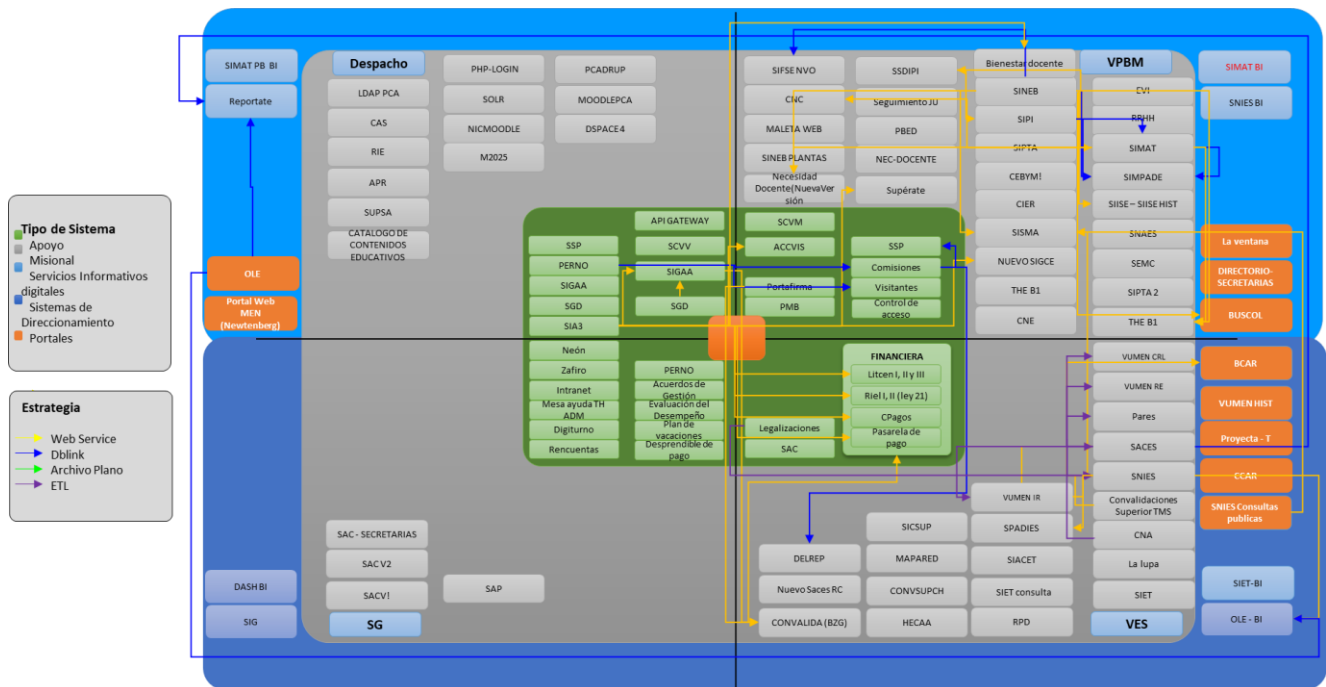 SIMAT PB BI
Reportate
Despacho
LDAP PCA
CAS
RIE
APR
SUPSA
CATALOGO DE
CONTENIDOS
EDUCATIVOS
PHP-LOGIN
SOLR
NICMOODLE
M2025
PCADRUP
MOODLEPCA
DSPACE4
SIFSE NVO
CNC
MALETA WEB
SINEB PLANTAS
Necesidad
Docente(NuevaVer
sión
SSDIPI
Seguimiento JU
PBED
NEC-DOCENTE
Supérate
Bienestar docente
SINEB
SIPI
SIPTA
CEBYM!
CIER
SISMA
NUEVO SIGCE
THE B1
CNE
VPBM
EVI
RRHH
SIMAT
SIMPADE
SIISE – SIISE HIST
SNAES
SEMC
SIPTA 2
THE B1
SIMAT BI
SNIES BI
La ventana
DIRECTORIO-
SECRETARIAS
BUSCOL
Tipo de Sistema
Apoyo
Misional
Servicios Informativos
digitales
Sistemas de
Direccionamiento
Portales
OLE
Portal Web
MEN
(Newtenberg)
Estrategia
Web Service
Dblink
Archivo Plano
ETL
SSP
PERNO
SIGAA
SGD
SIA3
Neón
Zafiro
Intranet
Mesa ayuda TH
ADM
Digiturno
Rencuentas
API GATEWAY
SCVV
SIGAA
SGD
PERNO
Acuerdos de
Gestión
Evaluación del
Desempeño
Plan de
vacaciones
Desprendible de
pago
SCVM
ACCVIS
Portafirma
PMB
Legalizaciones
SAC
SSP
Comisiones
Visitantes
Control de
acceso
FINANCIERA
Litcen I, II y III
Riel I, II (ley 21)
CPagos
Pasarela de
pago
VUMEN CRL
VUMEN RE
Pares
SACES
SNIES
Convalidaciones
Superior TMS
CNA
La lupa
SIET
VES
BCAR
VUMEN HIST
Proyecta - T
CCAR
SNIES Consultas
publicas
SIET-BI
OLE - BI
VUMEN IR
SPADIES
SIACET
SIET consulta
RPD
SICSUP
MAPARED
CONVSUPCH
HECAA
DELREP
Nuevo Saces RC
CONVALIDA (BZG)
SAC - SECRETARIAS
SAC V2
SACV!
SG
SAP
DASH BI
SIG